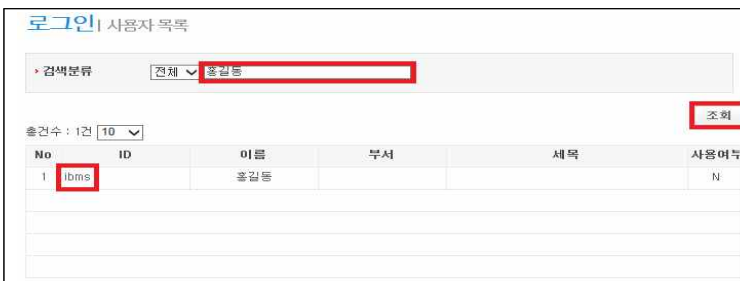 로그인 | 사용자 목록
› 검색분류 전체 홍길동
조회
총건수 : 1건 10
No ID 이름 부서 세목 사용여부
1 ibms 홍길동 N